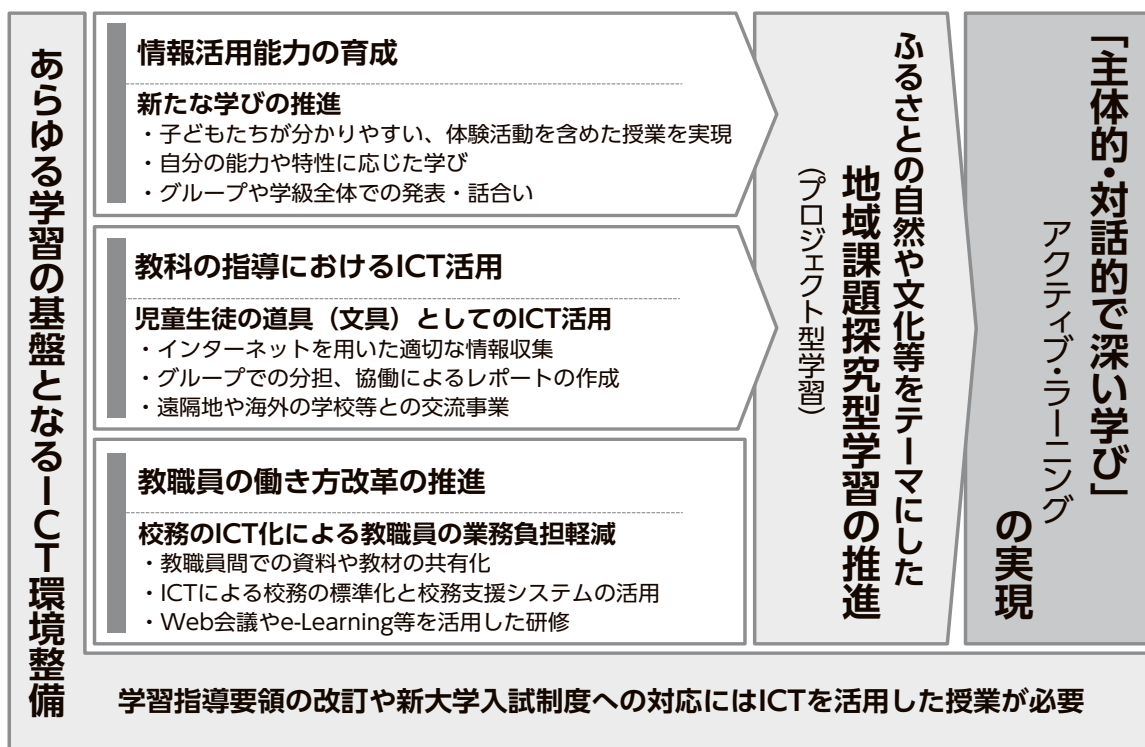 あらゆる学習の基盤となるICT環境整備
情報活用能力の育成
新たな学びの推進
・子どもたちが分かりやすい、体験活動を含めた授業を実現
・自分の能力や特性に応じた学び
・グループや学級全体での発表・話合い
教科の指導におけるICT活用
児童生徒の道具（文具）としてのICT活用
・インターネットを用いた適切な情報収集
・グループでの分担、協働によるレポートの作成
・遠隔地や海外の学校等との交流事業
教職員の働き方改革の推進
校務のICT化による教職員の業務負担軽減
・教職員間での資料や教材の共有化
・ICTによる校務の標準化と校務支援システムの活用
・Web会議やe-Learning等を活用した研修
ふるさとの自然や文化等をテーマにした
地域課題探究型学習の推進
（プロジェクト型学習）
「主体的・対話的で深い学び」
アクティブ・ラーニング
の実現
学習指導要領の改訂や新大学入試制度への対応にはICTを活用した授業が必要